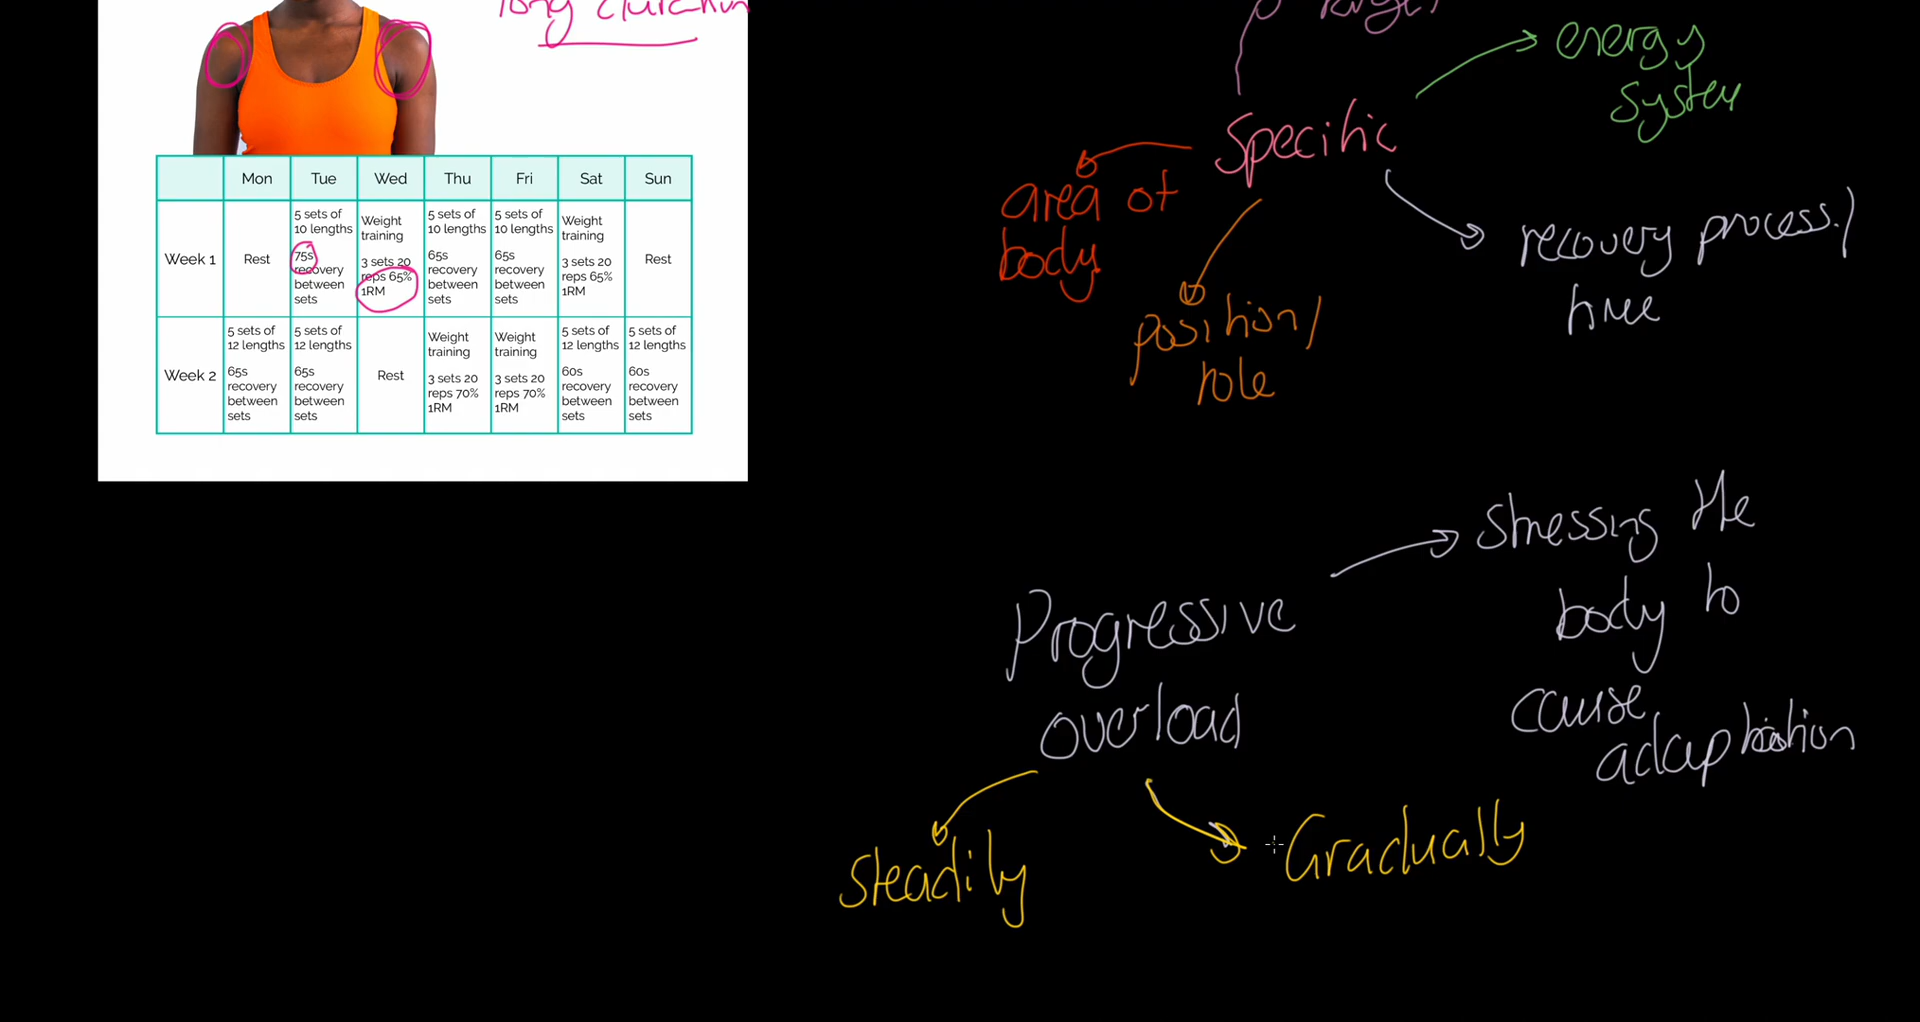 long duration
Mon Tue Wed Thu Fri Sat Sun
Week 1
Rest
5 sets of
10 lengths
75s
recovery
between
sets
Weight
training
3 sets 20
reps 65%
1RM
5 sets of
10 lengths
65s
recovery
between
sets
5 sets of
10 lengths
65s
recovery
between
sets
Weight
training
3 sets 20
reps 65%
1RM
Rest
Week 2
5 sets of
12 lengths
65s
recovery
between
sets
5 sets of
12 lengths
65s
recovery
between
sets
Rest
Weight
training
3 sets 20
reps 70%
1RM
Weight
training
3 sets 20
reps 70%
1RM
5 sets of
12 lengths
60s
recovery
between
sets
5 sets of
12 lengths
60s
recovery
between
sets
target
energy
system
Specific
area of
body
position/
role
recovery process/
time
Progressive
overload
stressing the
body to
cause
adaptation
Steadily
Gradually